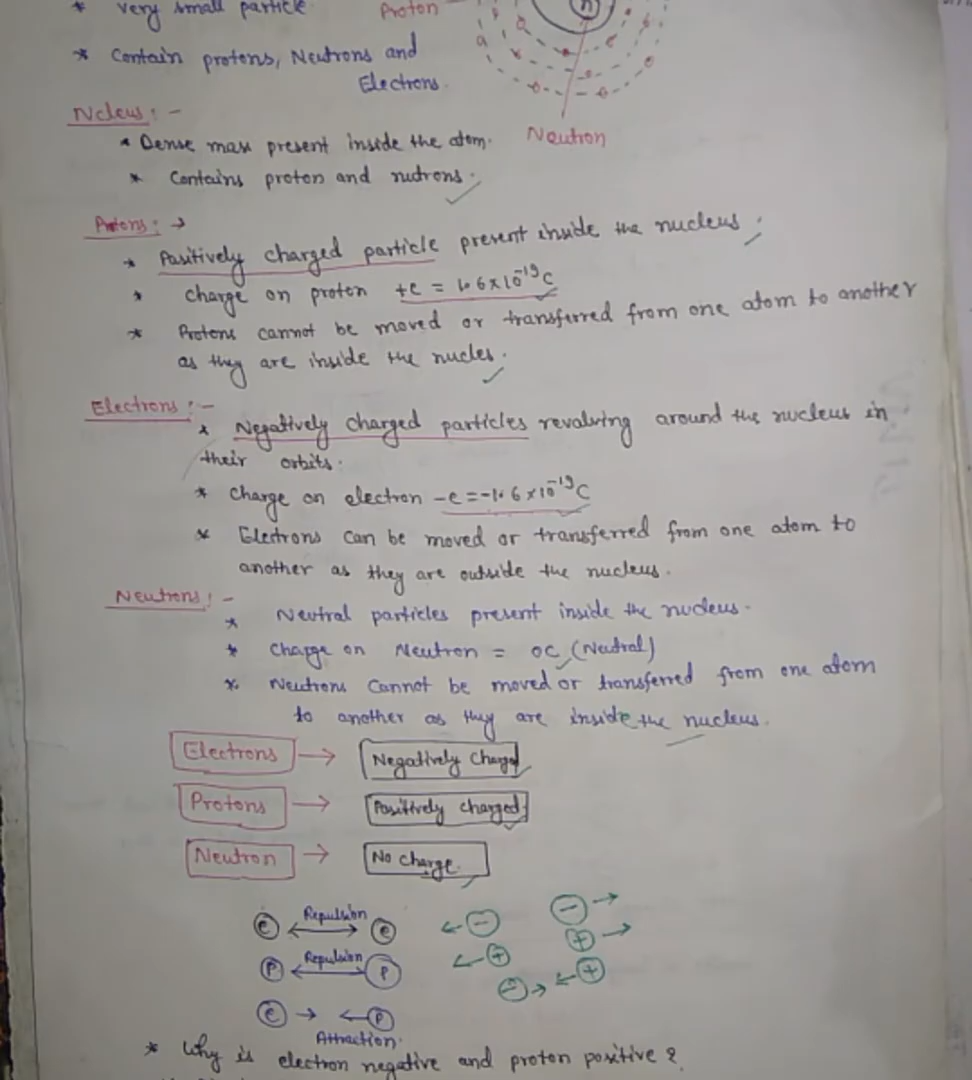 * very small particle.
Proton
n
* Contain protons, Neutrons and
Electrons.
Ncleus: -
* Dense mass present inside the atom.
Neutron
* Contains proton and nutrons.
Protons: →
* Positively charged particle present inside the nucleus.
* charge on proton +e = 1.6x10⁻¹⁹C
* Protons cannot be moved or transferred from one atom to another
as they are inside the nucles.
Electrons: -
* Negatively charged particles revalving around the nucleus in
their orbits.
* charge on electron -e = -1.6x10⁻¹⁹C
* Electrons can be moved or transferred from one atom to
another as they are outside the nucleus.
Neutrons: -
* Neutral particles present inside the nucleus.
* Charge on Neutron = 0C (Neutral)
* Neutrons Cannot be moved or transferred from one atom
to another as they are inside the nucleus.
Electrons → Negatively Charged
Protons → Positively charged
Neutron → No charge.
e Repulsion e
P Repulsion P
e → ← P
Attraction.
- -
+ +
- → ← +
* Why is electron negative and proton positive?